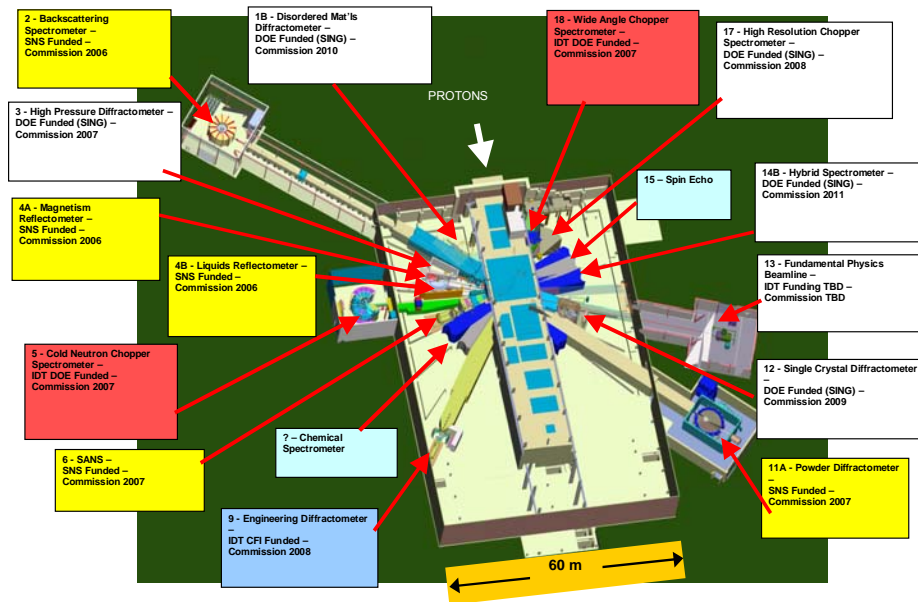 2 - Backscattering
Spectrometer –
SNS Funded –
Commission 2006
1B - Disordered Mat'ls
Diffractometer –
DOE Funded (SING) –
Commission 2010
18 - Wide Angle Chopper
Spectrometer –
IDT DOE Funded –
Commission 2007
17 - High Resolution Chopper
Spectrometer –
DOE Funded (SING) –
Commission 2008
3 - High Pressure Diffractometer –
DOE Funded (SING) –
Commission 2007
PROTONS
15 – Spin Echo
14B - Hybrid Spectrometer –
DOE Funded (SING) –
Commission 2011
4A - Magnetism
Reflectometer –
SNS Funded –
Commission 2006
4B - Liquids Reflectometer –
SNS Funded –
Commission 2006
13 - Fundamental Physics
Beamline –
IDT Funding TBD –
Commission TBD
5 - Cold Neutron Chopper
Spectrometer –
IDT DOE Funded –
Commission 2007
12 - Single Crystal Diffractometer
–
DOE Funded (SING) –
Commission 2009
? – Chemical
Spectrometer
6 - SANS –
SNS Funded –
Commission 2007
11A - Powder Diffractometer
–
SNS Funded –
Commission 2007
9 - Engineering Diffractometer
–
IDT CFI Funded –
Commission 2008
60 m